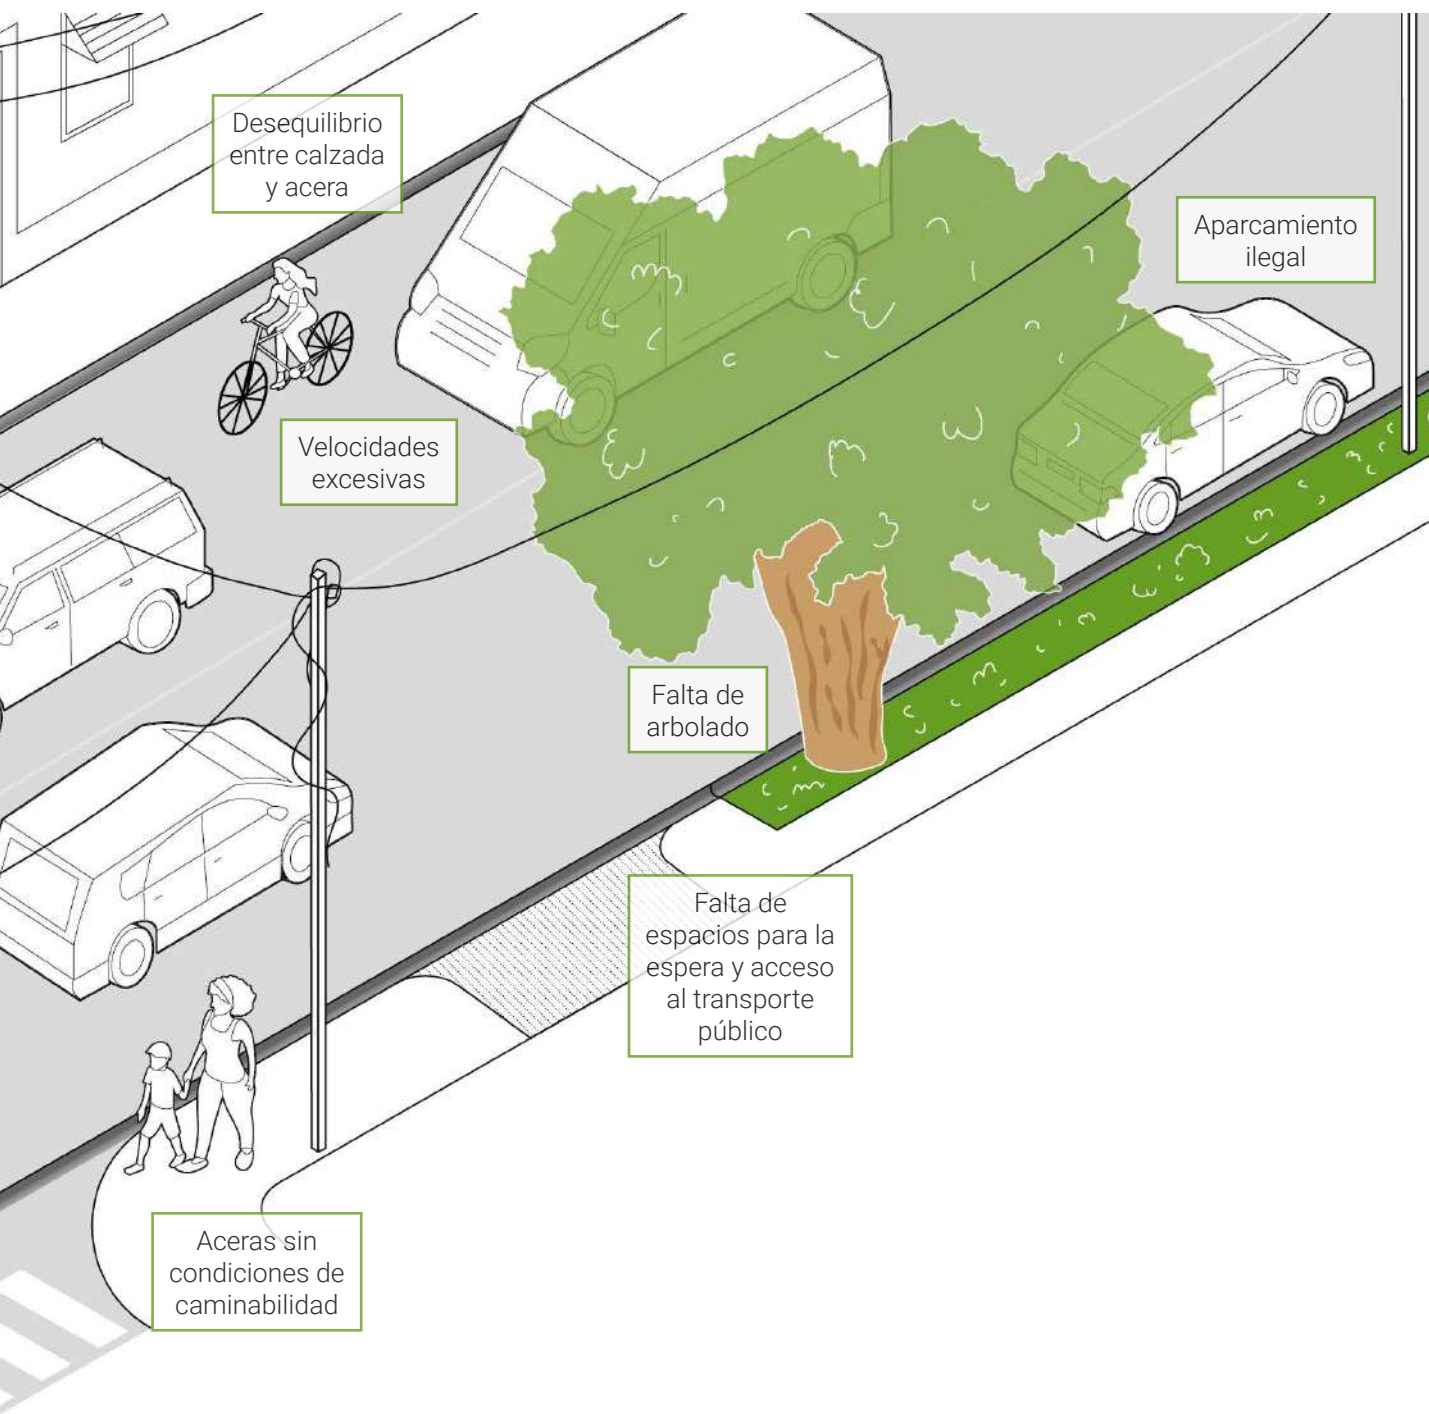 Desequilibrio
entre calzada
y acera
Aparcamiento
ilegal
Velocidades
excesivas
Falta de
arbolado
Falta de
espacios para la
espera y acceso
al transporte
público
Aceras sin
condiciones de
caminabilidad